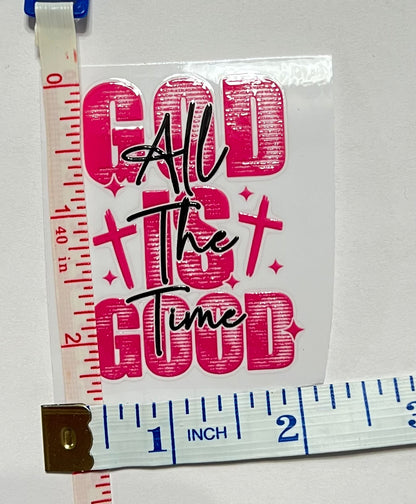 GOD
All
The
IS
Time
GOOD
0
1
40 in
2
1 INCH 2 3